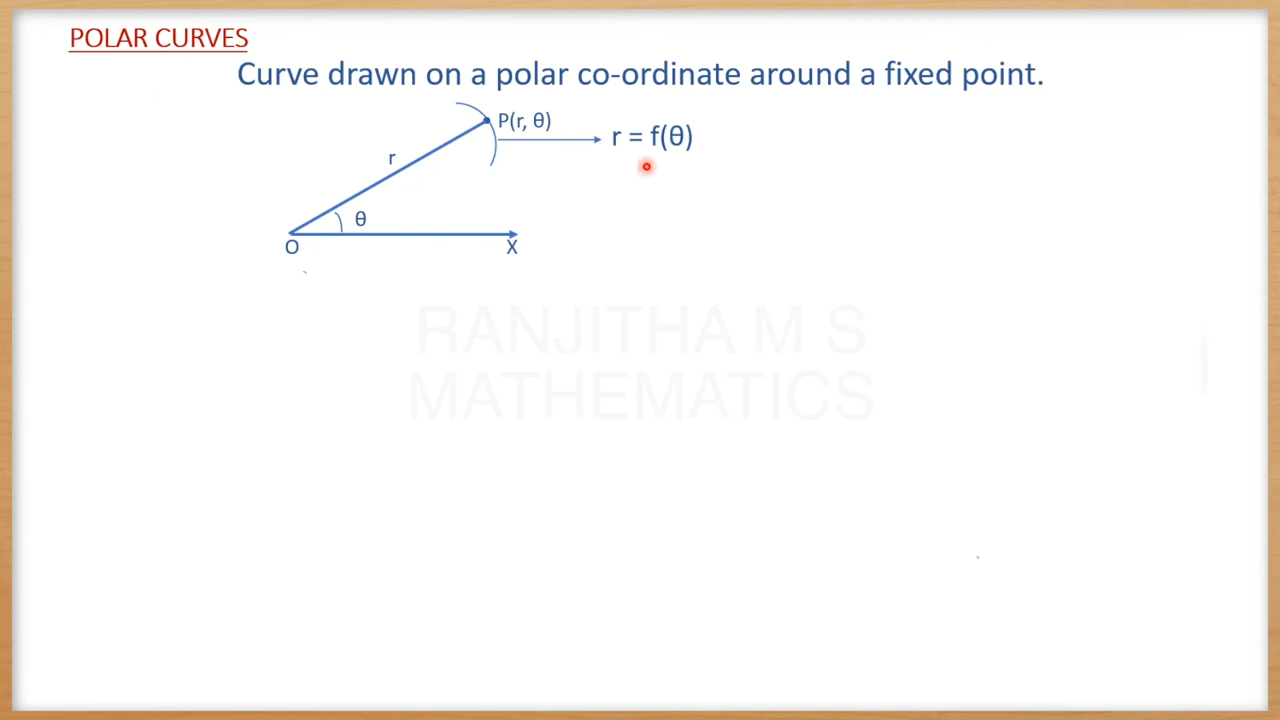 POLAR CURVES
Curve drawn on a polar co-ordinate around a fixed point.
P(r, θ)
r = f(θ)
r
θ
O
X
RANJITHA M S
MATHEMATICS